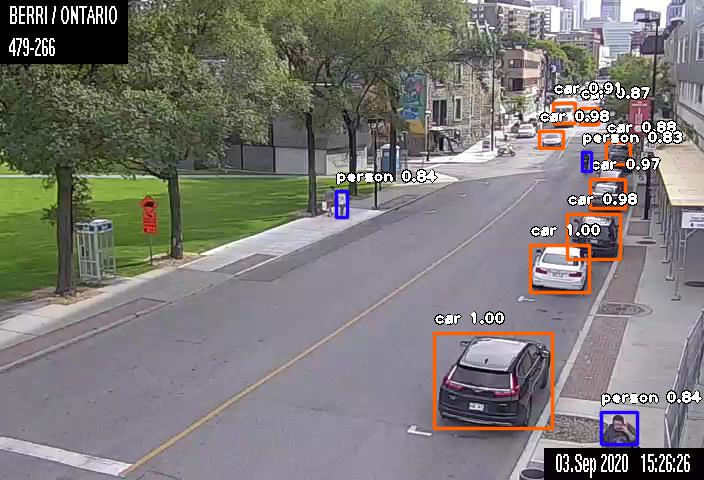 BERRI / ONTARIO
479-266
car 0.91
car 0.87
car 0.98
car 0.88
person 0.83
car 0.97
person 0.84
car 0.98
car 1.00
car 1.00
person 0.84
03.Sep 2020 15:26:26